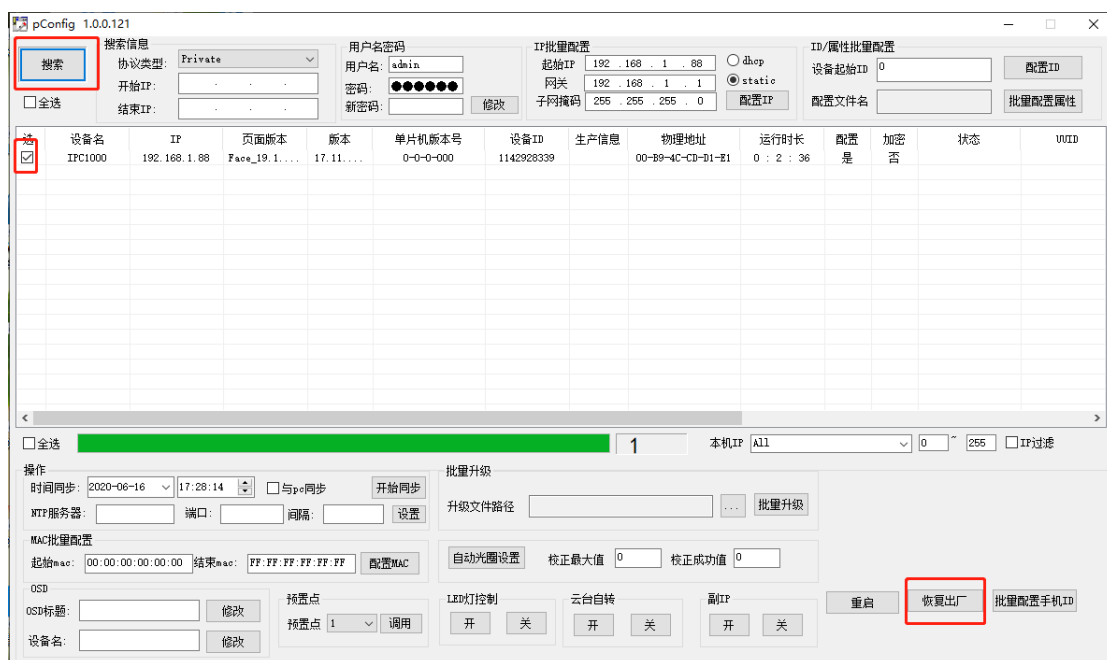 pConfig 1.0.0.121
搜索
全选
搜索信息
协议类型: Private
开始IP:
结束IP:
用户名密码
用户名: admin
密码: ●●●●●●
新密码: 修改
IP批量配置
起始IP 192 . 168 . 1 . 88
网关 192 . 168 . 1 . 1
子网掩码 255 . 255 . 255 . 0
dhcp
static
配置IP
ID/属性批量配置
设备起始ID 0 配置ID
配置文件名 批量配置属性
选 设备名 IP 页面版本 版本 单片机版本号 设备ID 生产信息 物理地址 运行时长 配置 加密 状态 UUID
IPC1000 192.168.1.88 Face_19.1.... 17.11.... 0-0-0-000 1142928339 00-B9-4C-CD-D1-E1 0 : 2 : 36 是 否
全选 1 本机IP All 0 ~ 255 IP过滤
操作
时间同步: 2020-06-16 17:28:14 与pc同步 开始同步
NTP服务器: 端口: 间隔: 设置
批量升级
升级文件路径 ... 批量升级
MAC批量配置
起始mac: 00:00:00:00:00:00 结束mac: FF:FF:FF:FF:FF:FF 配置MAC
自动光圈设置 校正最大值 0 校正成功值 0
OSD
OSD标题: 修改
设备名: 修改
预置点
预置点 1 调用
LED灯控制
开 关
云台自转
开 关
副IP
开 关
重启 恢复出厂 批量配置手机ID